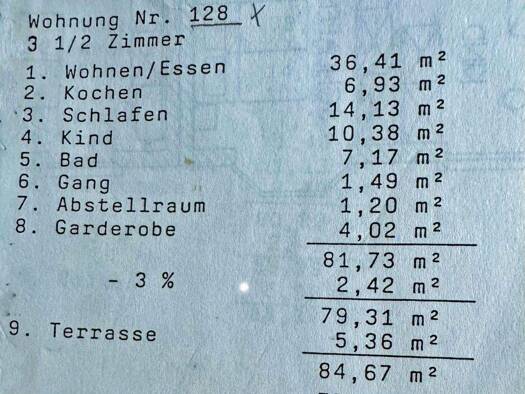 Wohnung Nr. 128 x
3 1/2 Zimmer
1. Wohnen/Essen 36,41 m²
2. Kochen 6,93 m²
3. Schlafen 14,13 m²
4. Kind 10,38 m²
5. Bad 7,17 m²
6. Gang 1,49 m²
7. Abstellraum 1,20 m²
8. Garderobe 4,02 m²
81,73 m²
- 3 % 2,42 m²
79,31 m²
9. Terrasse 5,36 m²
84,67 m²